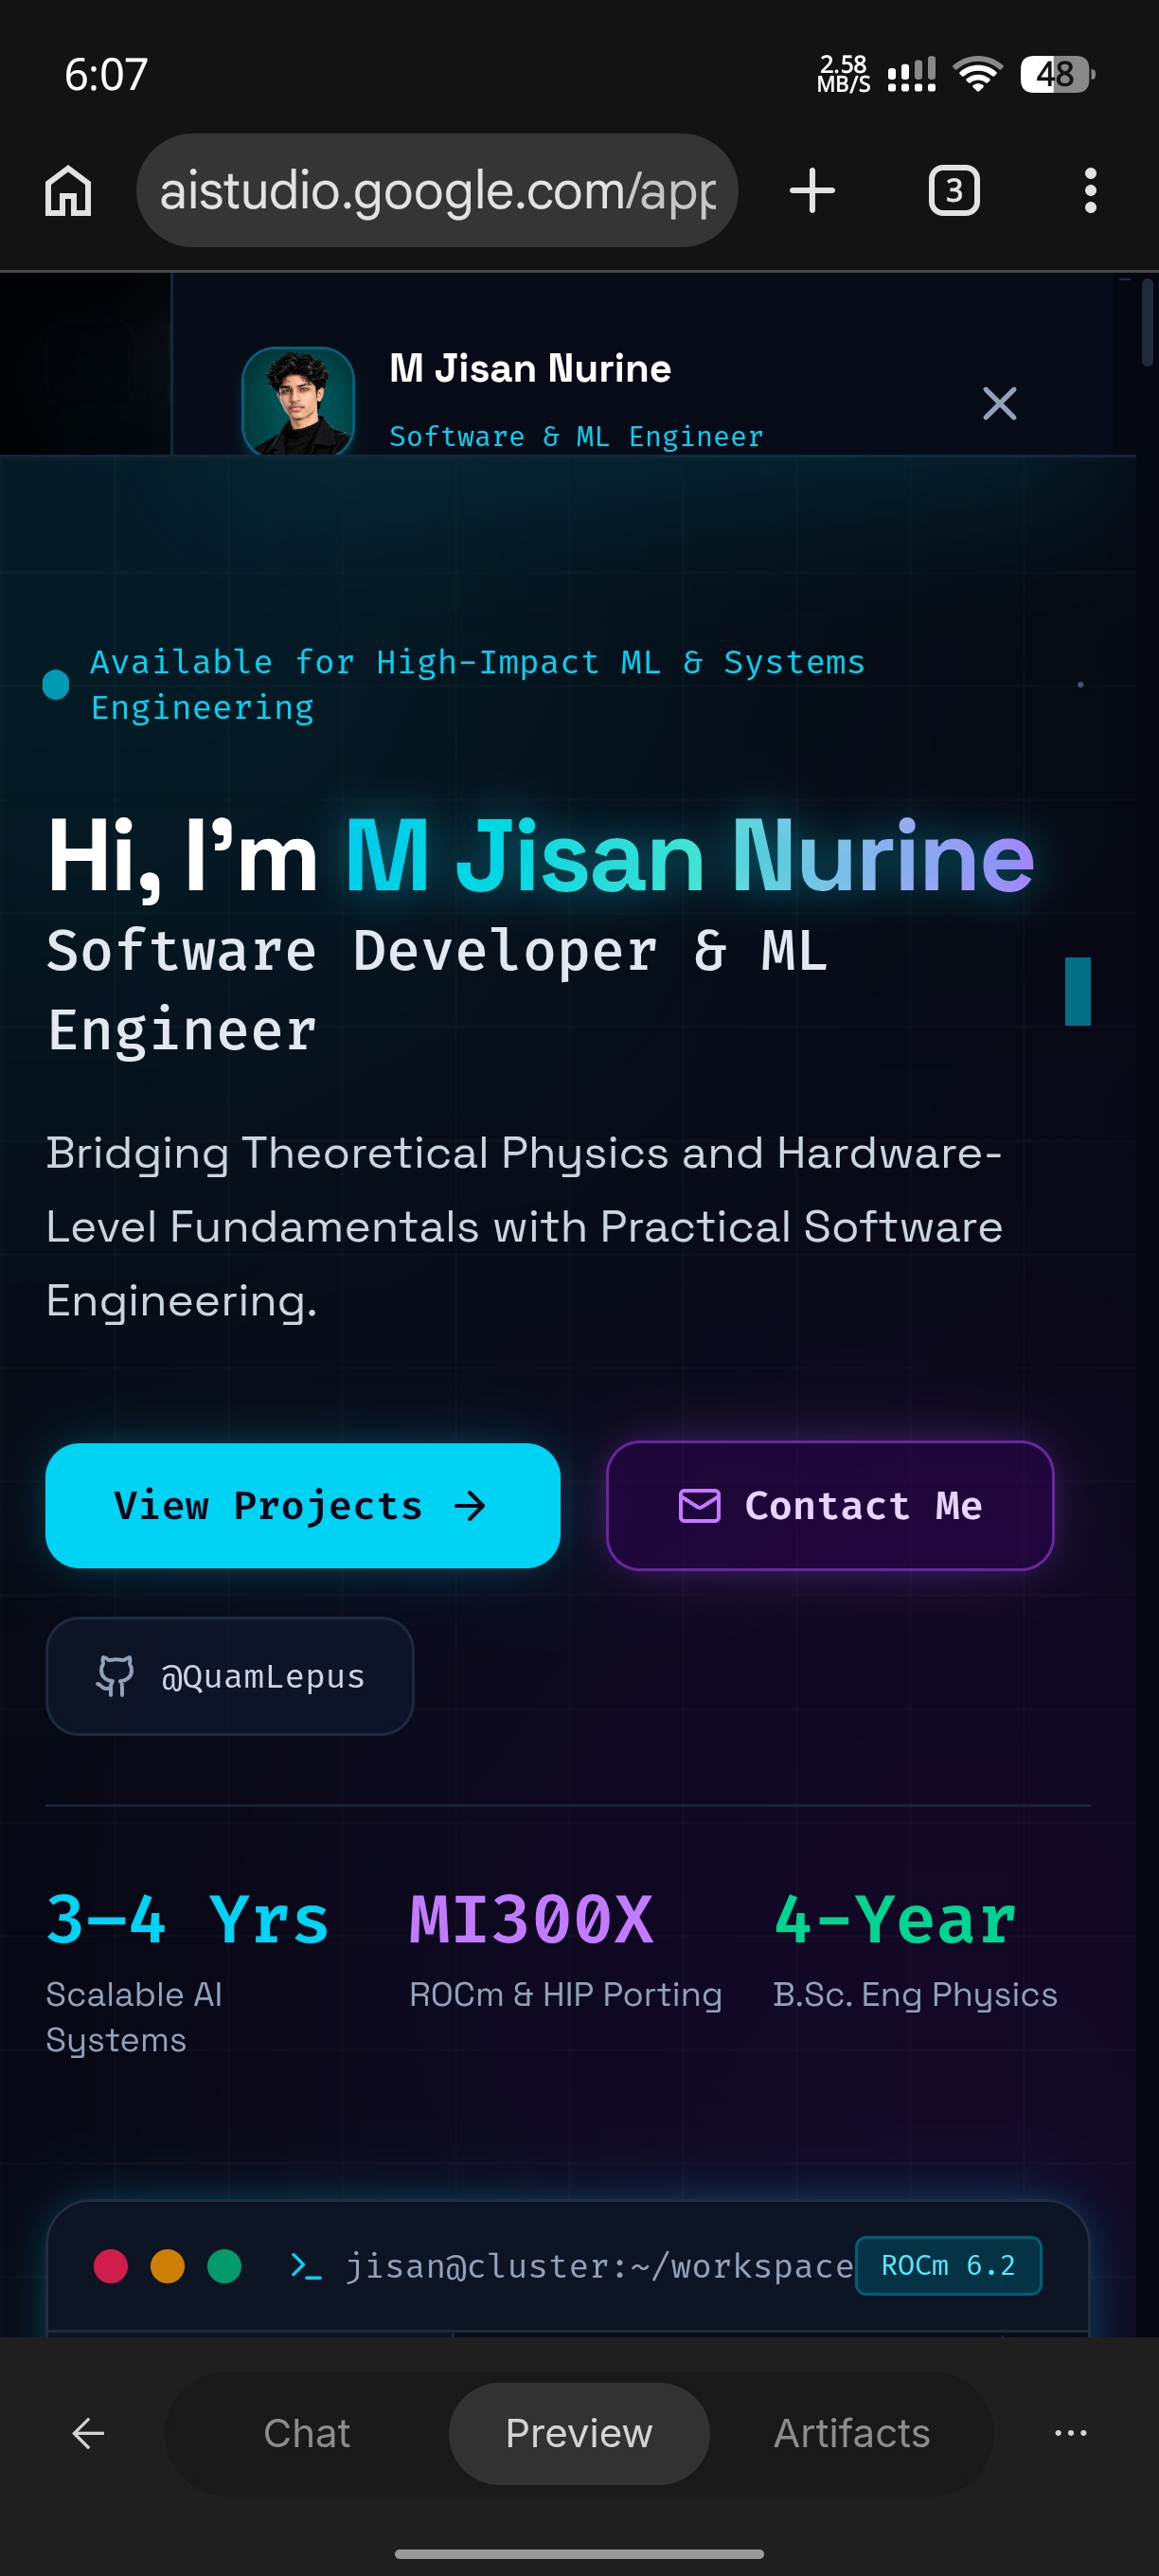 6:07
2.58
MB/S
48
aistudio.google.com/app
3
M Jisan Nurine
Software & ML Engineer
Available for High-Impact ML & Systems
Engineering
Hi, I'm M Jisan Nurine
Software Developer & ML
Engineer
Bridging Theoretical Physics and Hardware-
Level Fundamentals with Practical Software
Engineering.
View Projects →
Contact Me
@QuamLepus
3–4 Yrs
MI300X
4-Year
Scalable AI
Systems
ROCm & HIP Porting
B.Sc. Eng Physics
jisan@cluster:~/workspace
ROCm 6.2
Chat
Preview
Artifacts